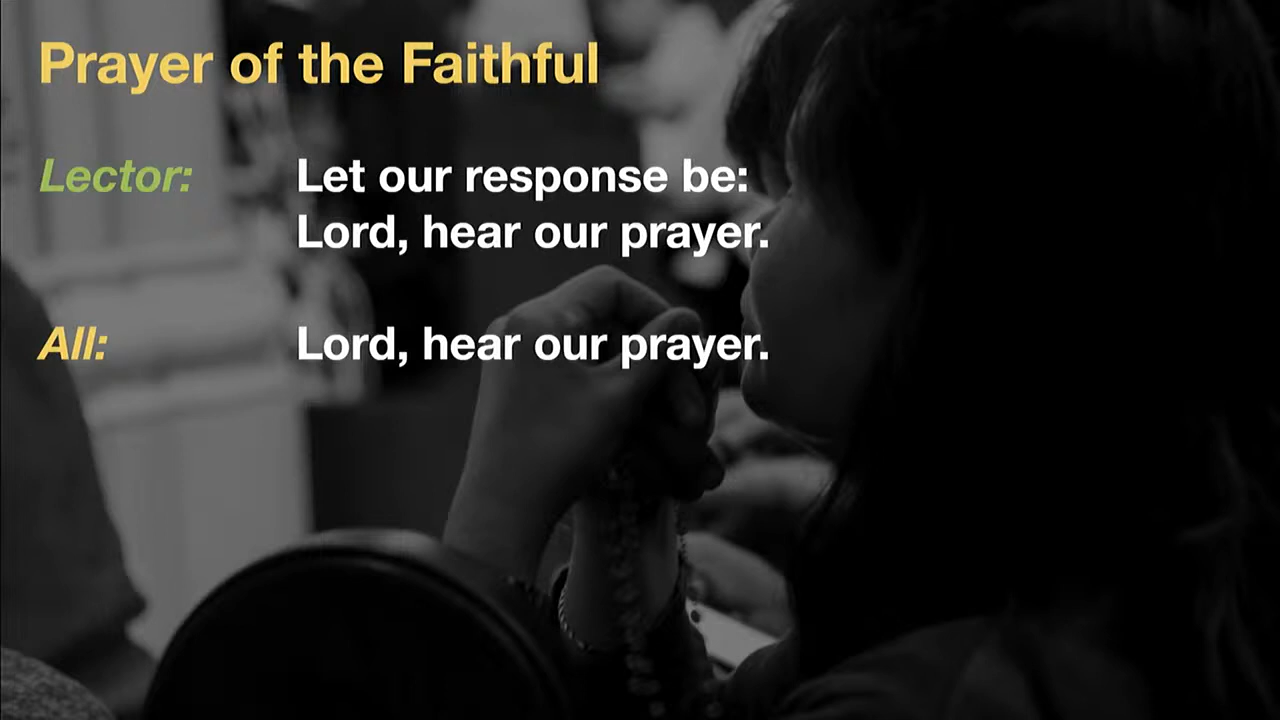 Prayer of the Faithful
Lector: Let our response be:
Lord, hear our prayer.
All: Lord, hear our prayer.